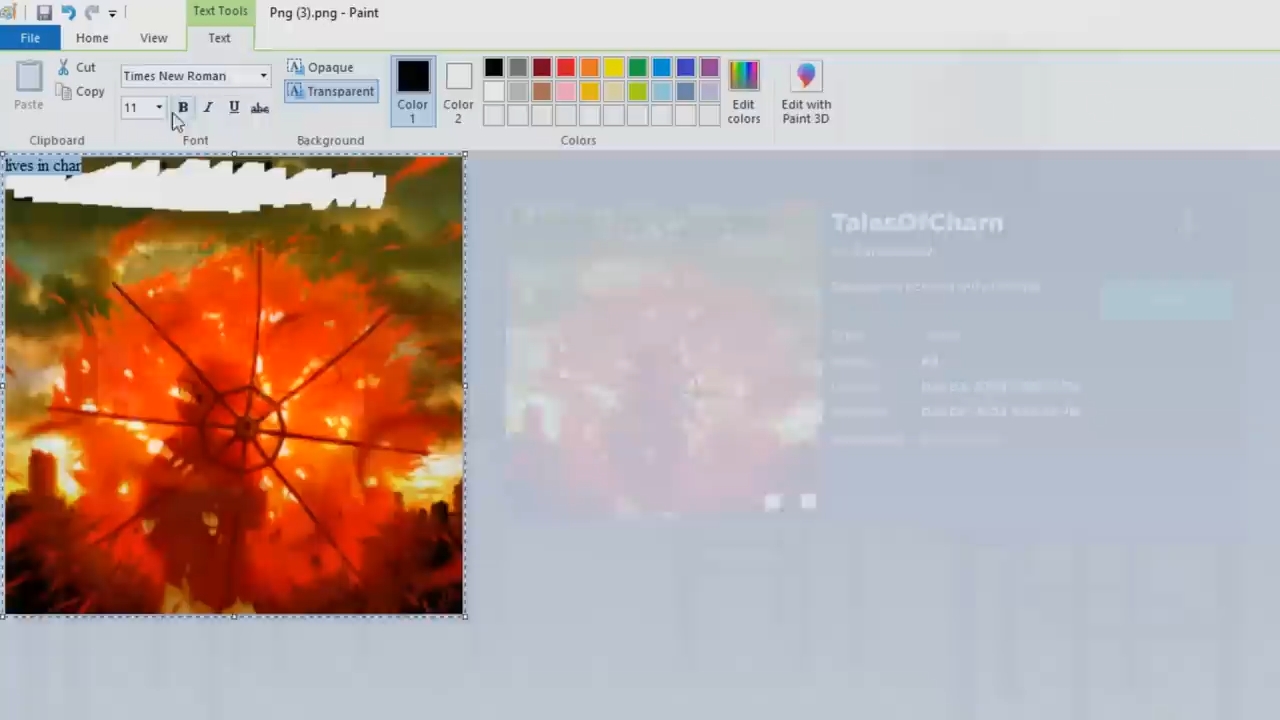 Text Tools
Png (3).png - Paint
File
Home
View
Text
Paste
Cut
Copy
Clipboard
Times New Roman
11
B
I
U
abc
Font
Opaque
Transparent
Background
Color 1
Color 2
Edit colors
Colors
Edit with Paint 3D
lives in char
TalesOfCharn